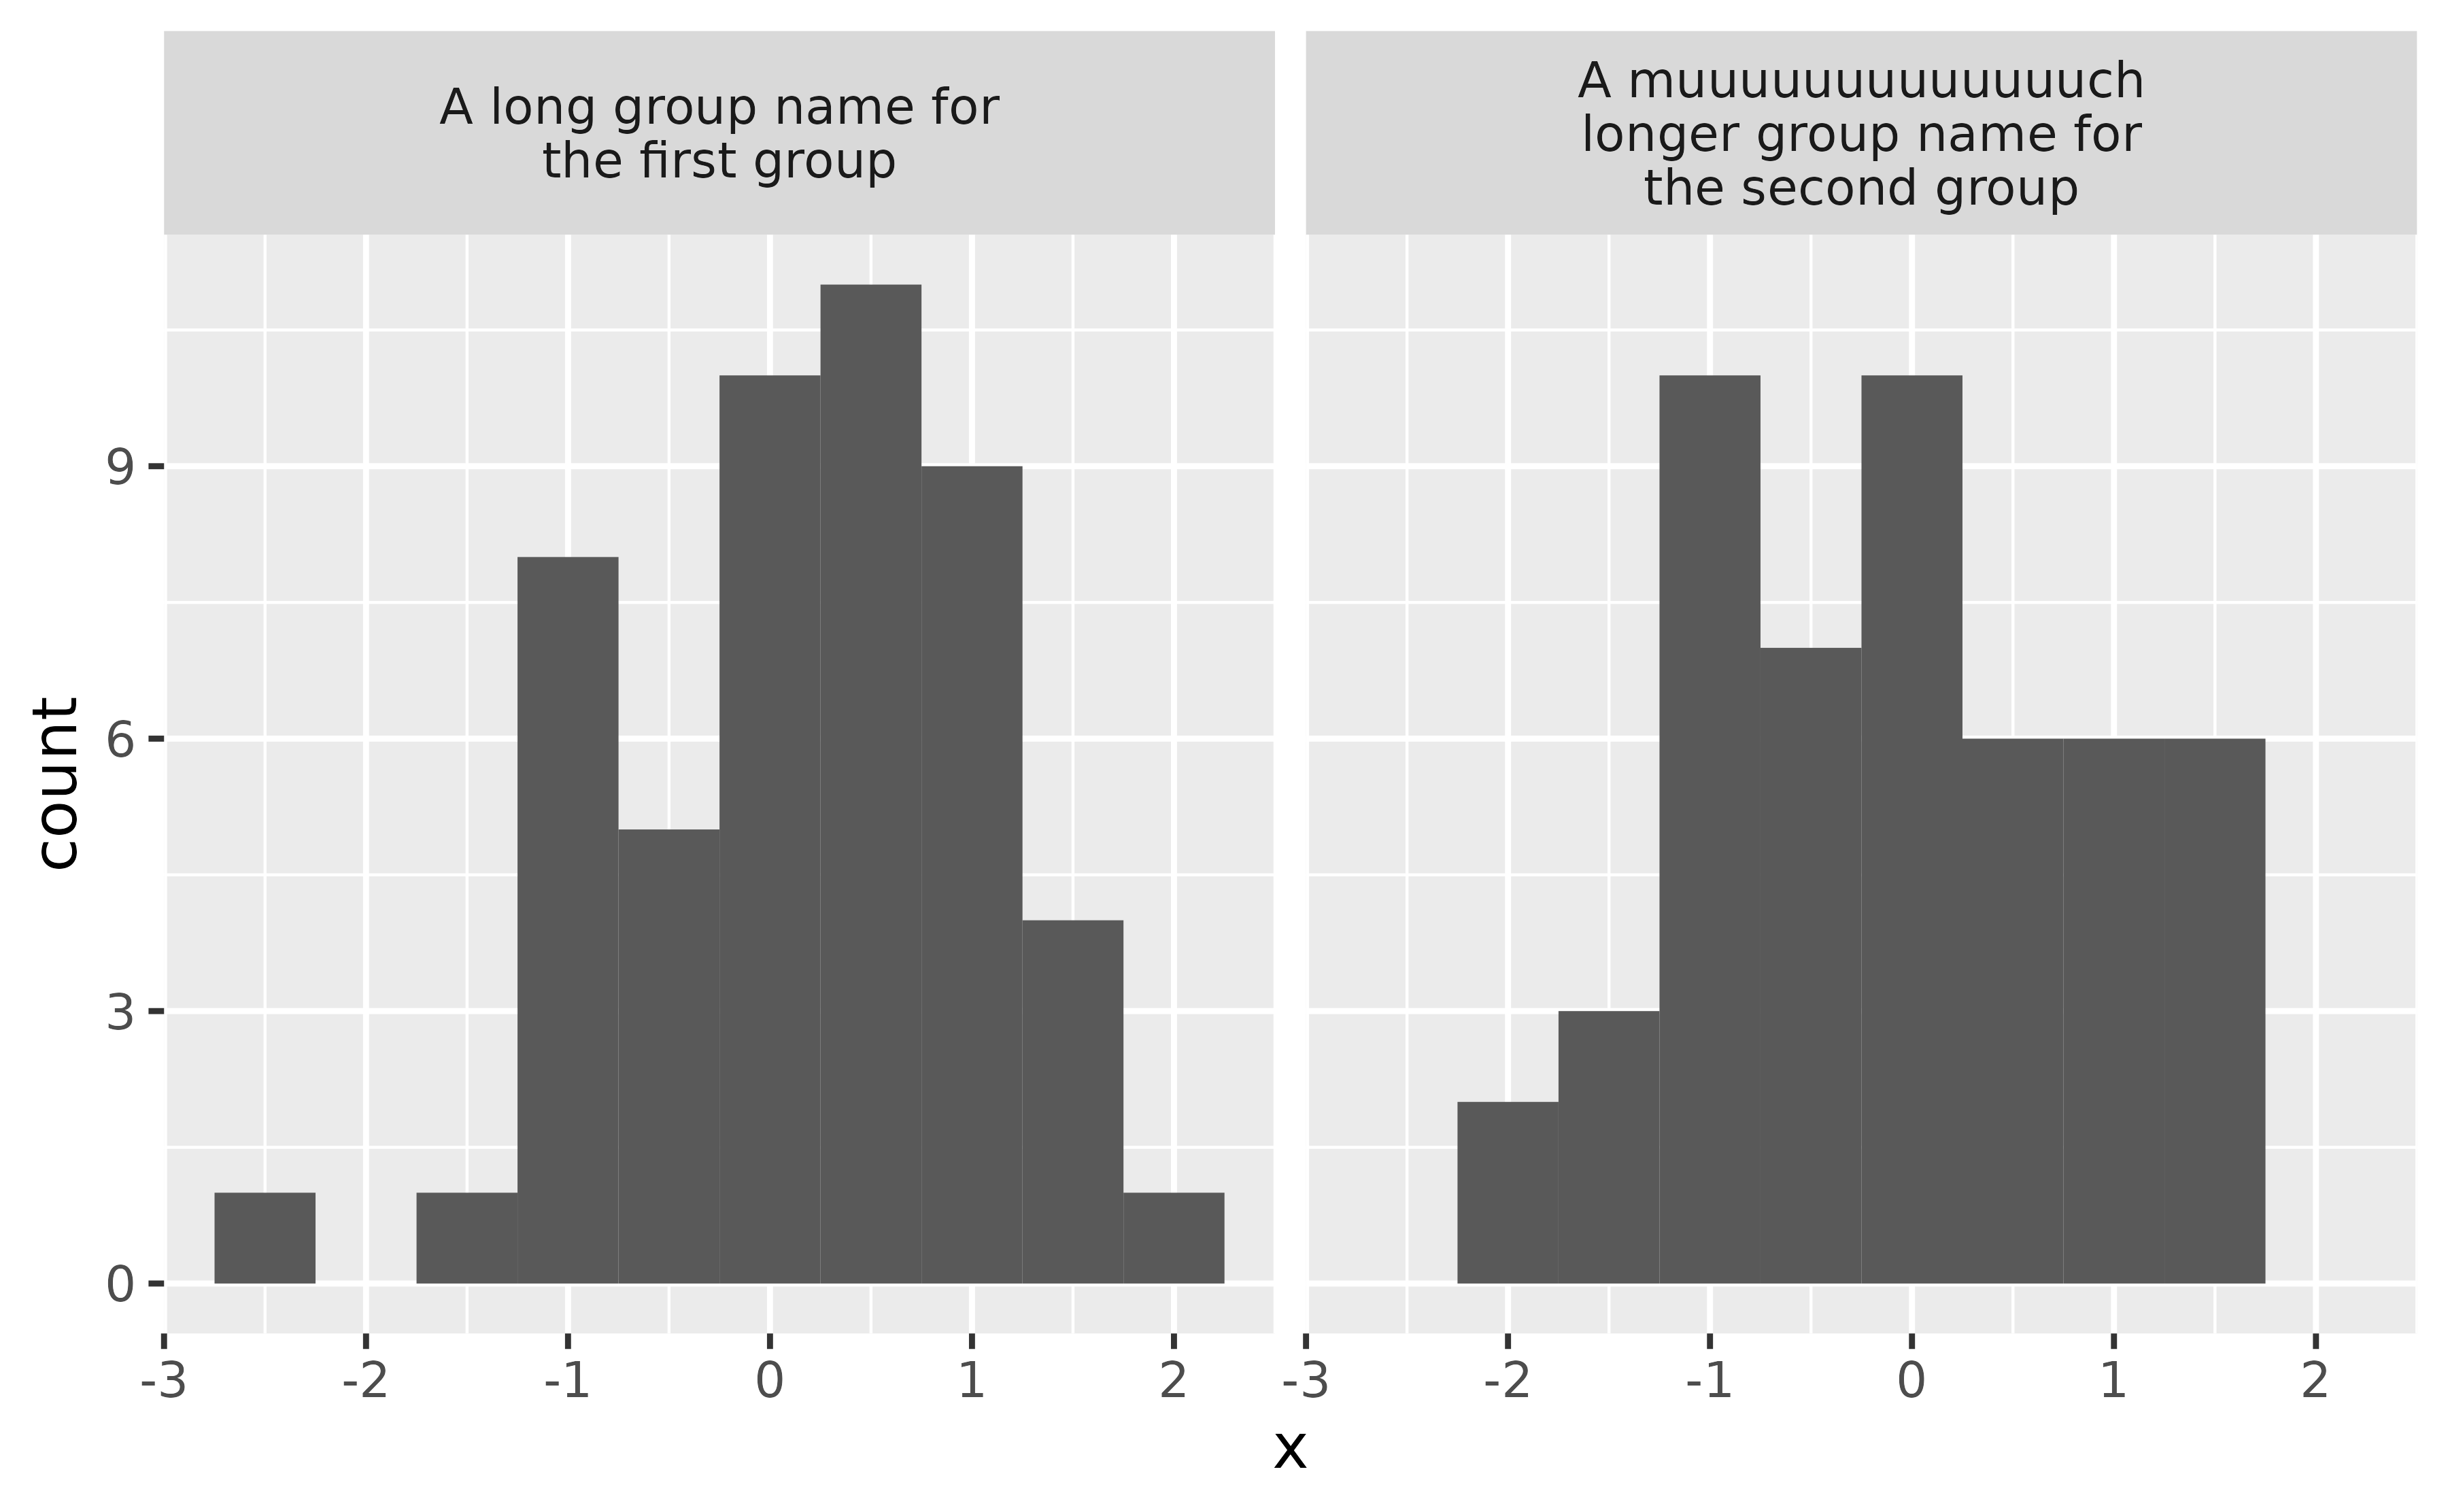 A long group name for
the first group
A muuuuuuuuuuuuuch
longer group name for
the second group
count
9
6
3
0
-3 -2 -1 0 1 2
-3 -2 -1 0 1 2
x